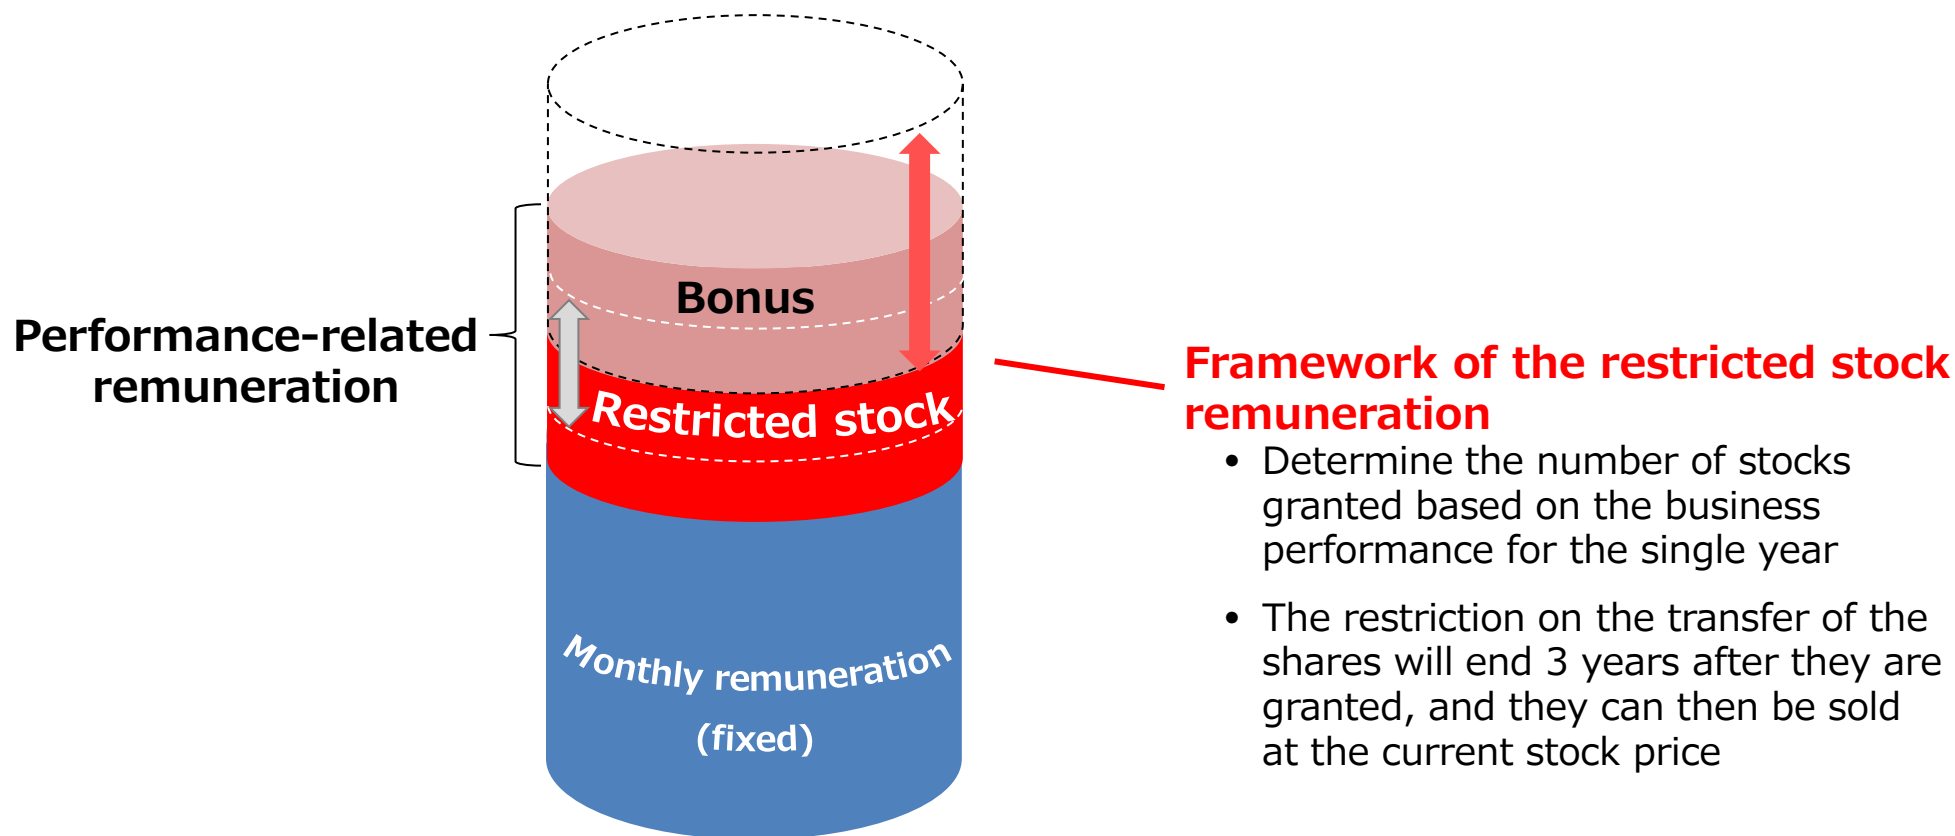 Performance-related
remuneration
Bonus
Restricted stock
Monthly remuneration
(fixed)
Framework of the restricted stock
remuneration
• Determine the number of stocks
granted based on the business
performance for the single year
• The restriction on the transfer of the
shares will end 3 years after they are
granted, and they can then be sold
at the current stock price